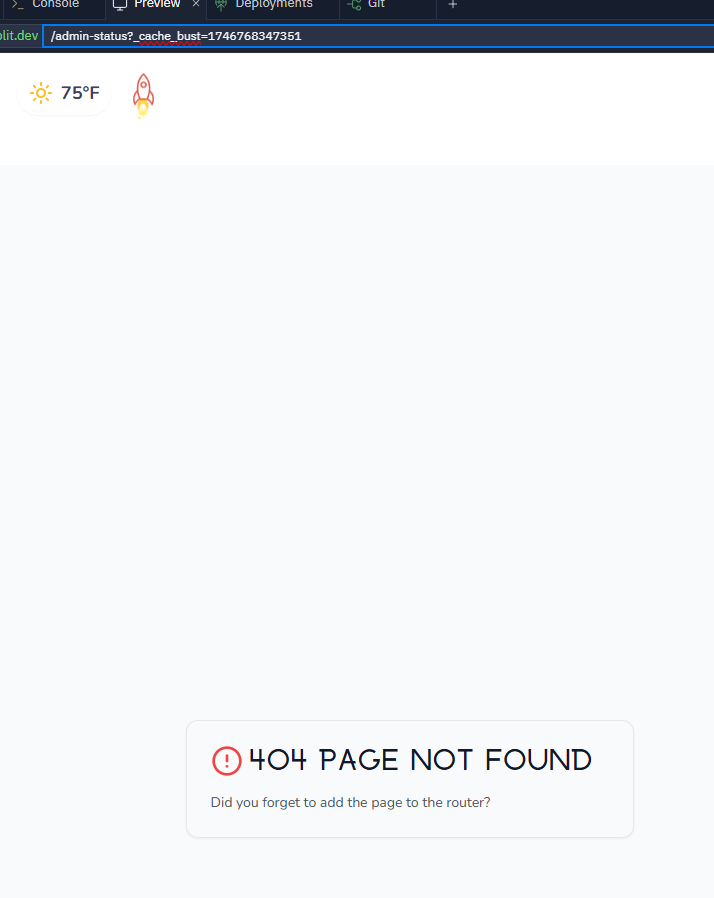 Console
Preview
Deployments
Git
plit.dev /admin-status?_cache_bust=1746768347351
75°F
404 PAGE NOT FOUND
Did you forget to add the page to the router?